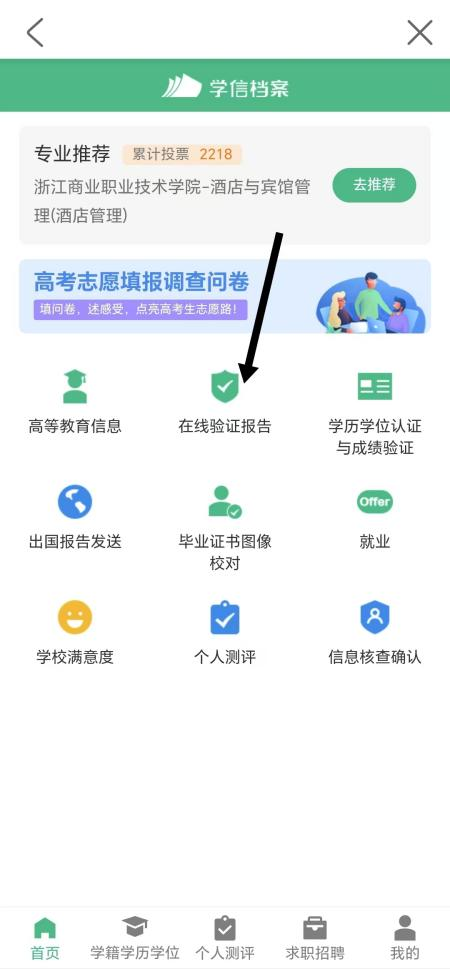 学信档案
专业推荐 累计投票 2218
浙江商业职业技术学院-酒店与宾馆管
理(酒店管理)
去推荐
高考志愿填报调查问卷
填问卷，述感受，点亮高考生志愿路！
高等教育信息
在线验证报告
学历学位认证
与成绩验证
出国报告发送
毕业证书图像
校对
Offer
就业
学校满意度
个人测评
信息核查确认
首页
学籍学历学位
个人测评
求职招聘
我的